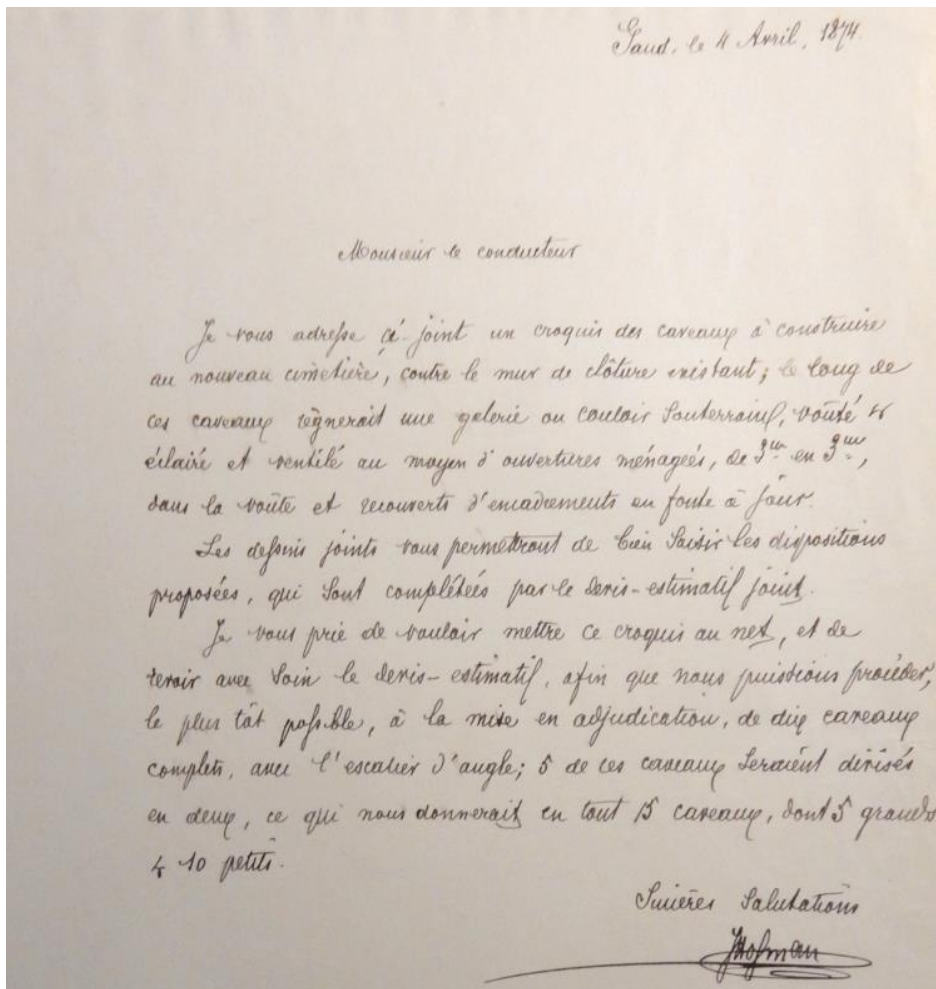 Gand, le 4 Avril, 1874.
Monsieur le conducteur
Je vous adresse çi-joint un croquis des caveaux à construire
au nouveau cimetière, contre le mur de clôture existant; le long de
ces caveaux règnerait une galerie ou couloir souterrain, voûté &
éclairé et ventilé au moyen d'ouvertures ménagées, de 3m en 3m,
dans la voûte et recouverts d'encadrements en fonte à jour.
Les dessins joints vous permettront de bien saisir les dispositions
proposées, qui sont complétées par le devis-estimatif joint.
Je vous prie de vouloir mettre ce croquis au net, et de
revoir avec soin le devis-estimatif, afin que nous puissions procéder,
le plus tôt possible, à la mise en adjudication, de dix caveaux
complets, avec l'escalier d'angle; 5 de ces caveaux seraient divisés
en deux, ce qui nous donnerait en tout 15 caveaux, dont 5 grands
& 10 petits.
Sincères Salutations
Hofman